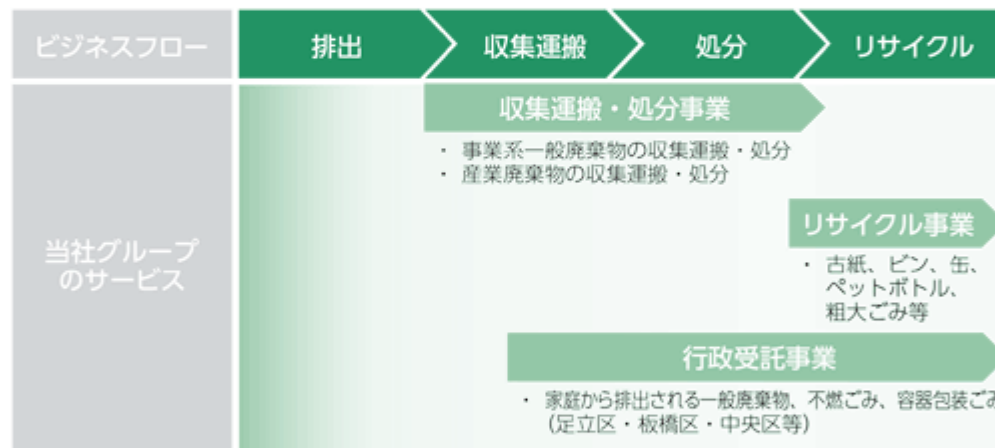 ビジネスフロー
排出
収集運搬
処分
リサイクル
当社グループ
のサービス
収集運搬・処分事業
・ 事業系一般廃棄物の収集運搬・処分
・ 産業廃棄物の収集運搬・処分
リサイクル事業
・ 古紙、ビン、缶、
ペットボトル、
粗大ごみ等
行政受託事業
・ 家庭から排出される一般廃棄物、不燃ごみ、容器包装ごみ
(足立区・板橋区・中央区等)